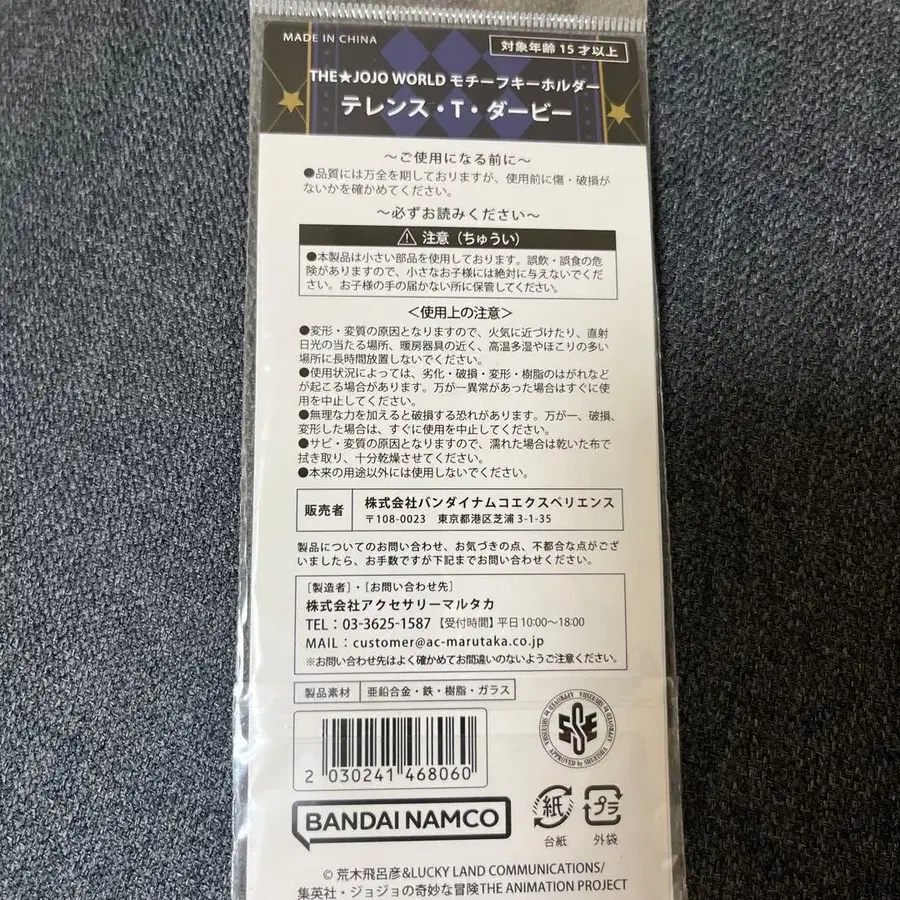 MADE IN CHINA
対象年齢 15 才以上
THE★JOJO WORLD モチーフキーホルダー
テレンス・T・ダービー
～ご使用になる前に～
●品質には万全を期しておりますが、使用前に傷・破損が
ないかを確かめてください。
～必ずお読みください～
注意（ちゅうい）
●本製品は小さい部品を使用しております。誤飲・誤食の危
険がありますので、小さなお子様には絶対に与えないでくだ
さい。お子様の手の届かない所に保管してください。
＜使用上の注意＞
●変形・変質の原因となりますので、火気に近づけたり、直射
日光の当たる場所、暖房器具の近く、高温多湿やほこりの多い
場所に長時間放置しないでください。
●使用状況によっては、劣化・破損・変形・樹脂のはがれなど
が起こる場合があります。万が一異常があった場合はすぐに使
用を中止してください。
●無理な力を加えると破損する恐れがあります。万が一、破損、
変形した場合は、すぐに使用を中止してください。
●サビ・変質の原因となりますので、濡れた場合は乾いた布で
拭き取り、十分乾燥させてください。
●本来の用途以外には使用しないでください。
販売者
株式会社バンダイナムコエクスペリエンス
〒108-0023 東京都港区芝浦 3-1-35
製品についてのお問い合わせ、お気づきの点、不都合な点がござ
いましたら、お手数ですが下記までお問い合わせください。
［製造者］・［お問い合わせ先］
株式会社アクセサリーマルタカ
TEL：03-3625-1587 【受付時間】平日10:00～18:00
MAIL：customer@ac-marutaka.co.jp
※お問い合わせ先はよく確かめてお間違いのないようご注意ください。
製品素材 亜鉛合金・鉄・樹脂・ガラス
APPROVED by SHUEISHA
2 030241 468060
BANDAI NAMCO
紙
台紙
プラ
外袋
© 荒木飛呂彦&LUCKY LAND COMMUNICATIONS/
集英社・ジョジョの奇妙な冒険THE ANIMATION PROJECT